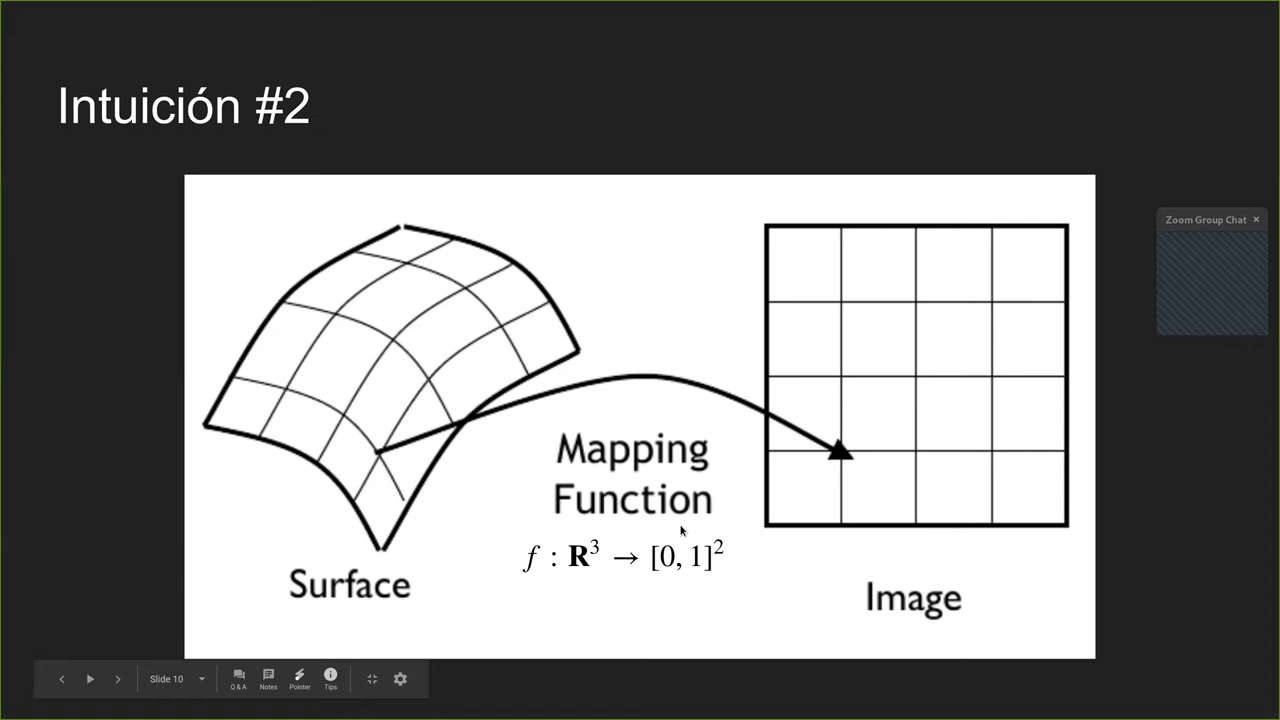 Intuición #2
Zoom Group Chat ×
Mapping
Function
f : R³ → [0, 1]²
Surface
Image
Slide 10
Q & A
Notes
Pointer
Tips